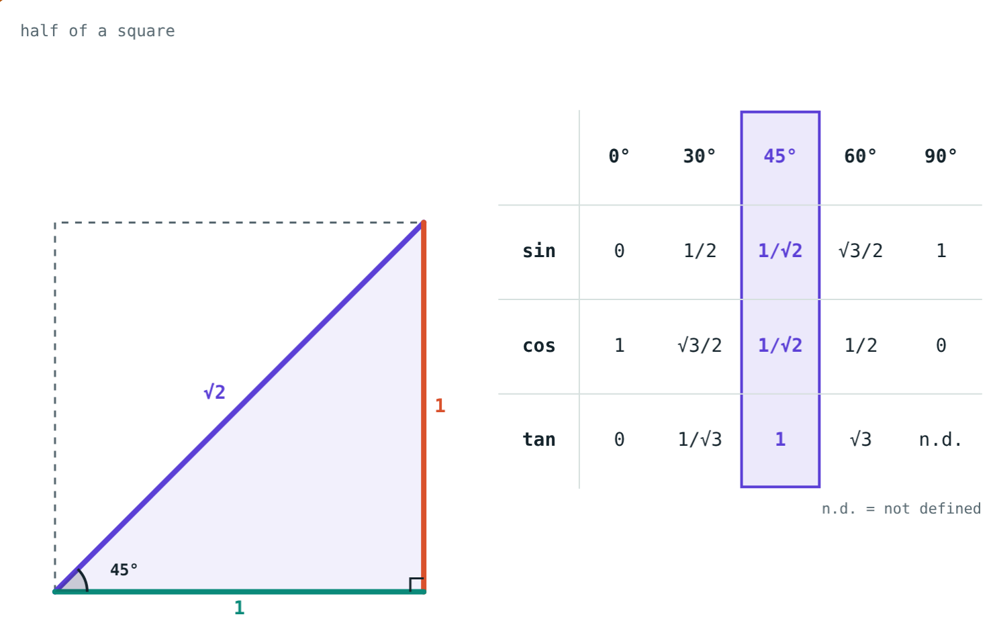 half of a square
0° 30° 45° 60° 90°
sin 0 1/2 1/√2 √3/2 1
cos 1 √3/2 1/√2 1/2 0
tan 0 1/√3 1 √3 n.d.
n.d. = not defined
√2
1
45°
1